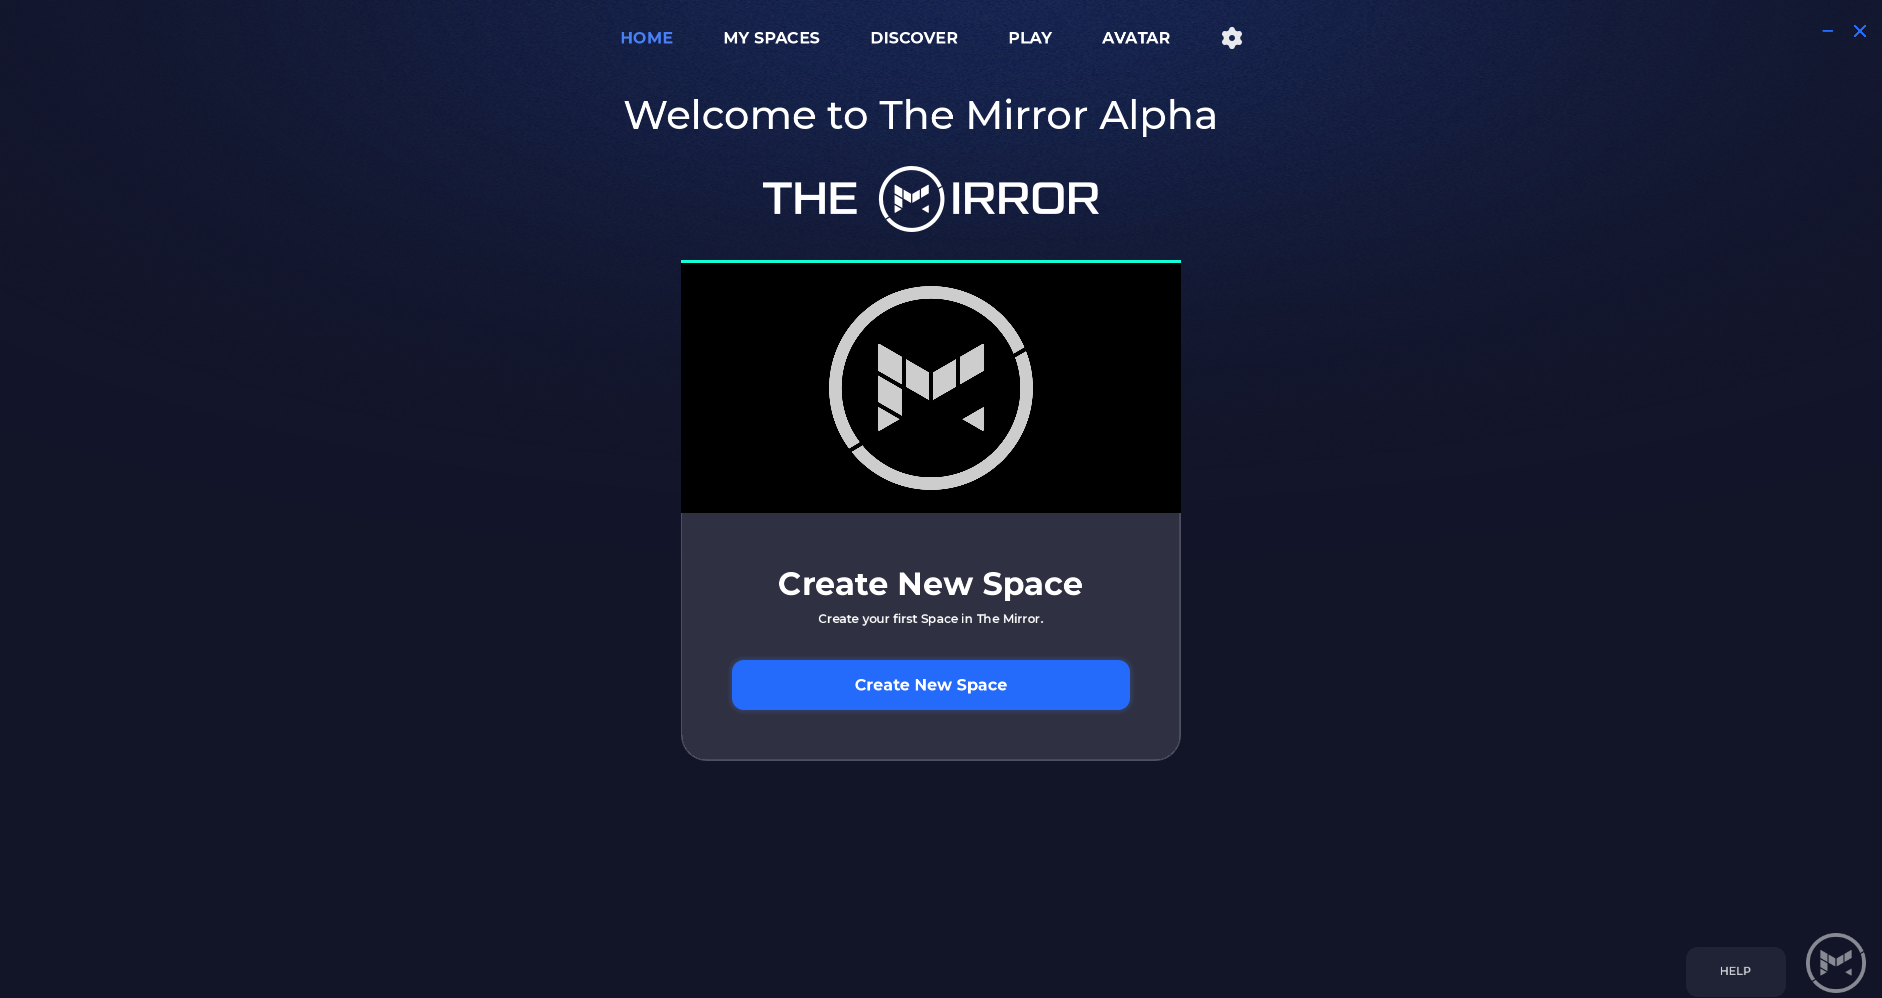 HOME MY SPACES DISCOVER PLAY AVATAR
Welcome to The Mirror Alpha
THE MIRROR
Create New Space
Create your first Space in The Mirror.
Create New Space
HELP